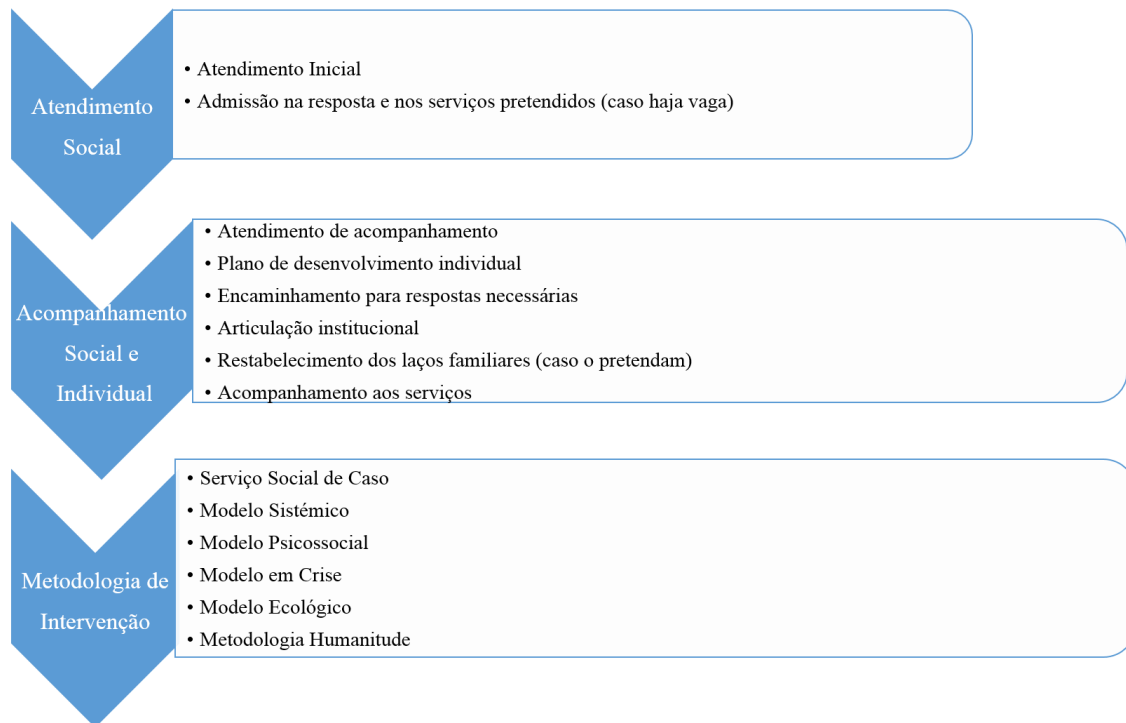 Atendimento
Social
• Atendimento Inicial
• Admissão na resposta e nos serviços pretendidos (caso haja vaga)
Acompanhamento
Social e
Individual
• Atendimento de acompanhamento
• Plano de desenvolvimento individual
• Encaminhamento para respostas necessárias
• Articulação institucional
• Restabelecimento dos laços familiares (caso o pretendam)
• Acompanhamento aos serviços
Metodologia de
Intervenção
• Serviço Social de Caso
• Modelo Sistémico
• Modelo Psicossocial
• Modelo em Crise
• Modelo Ecológico
• Metodologia Humanitude